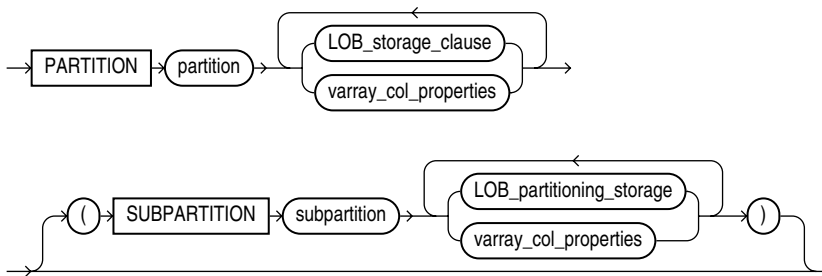 LOB_storage_clause
PARTITION partition
varray_col_properties
LOB_partitioning_storage
( SUBPARTITION subpartition )
varray_col_properties